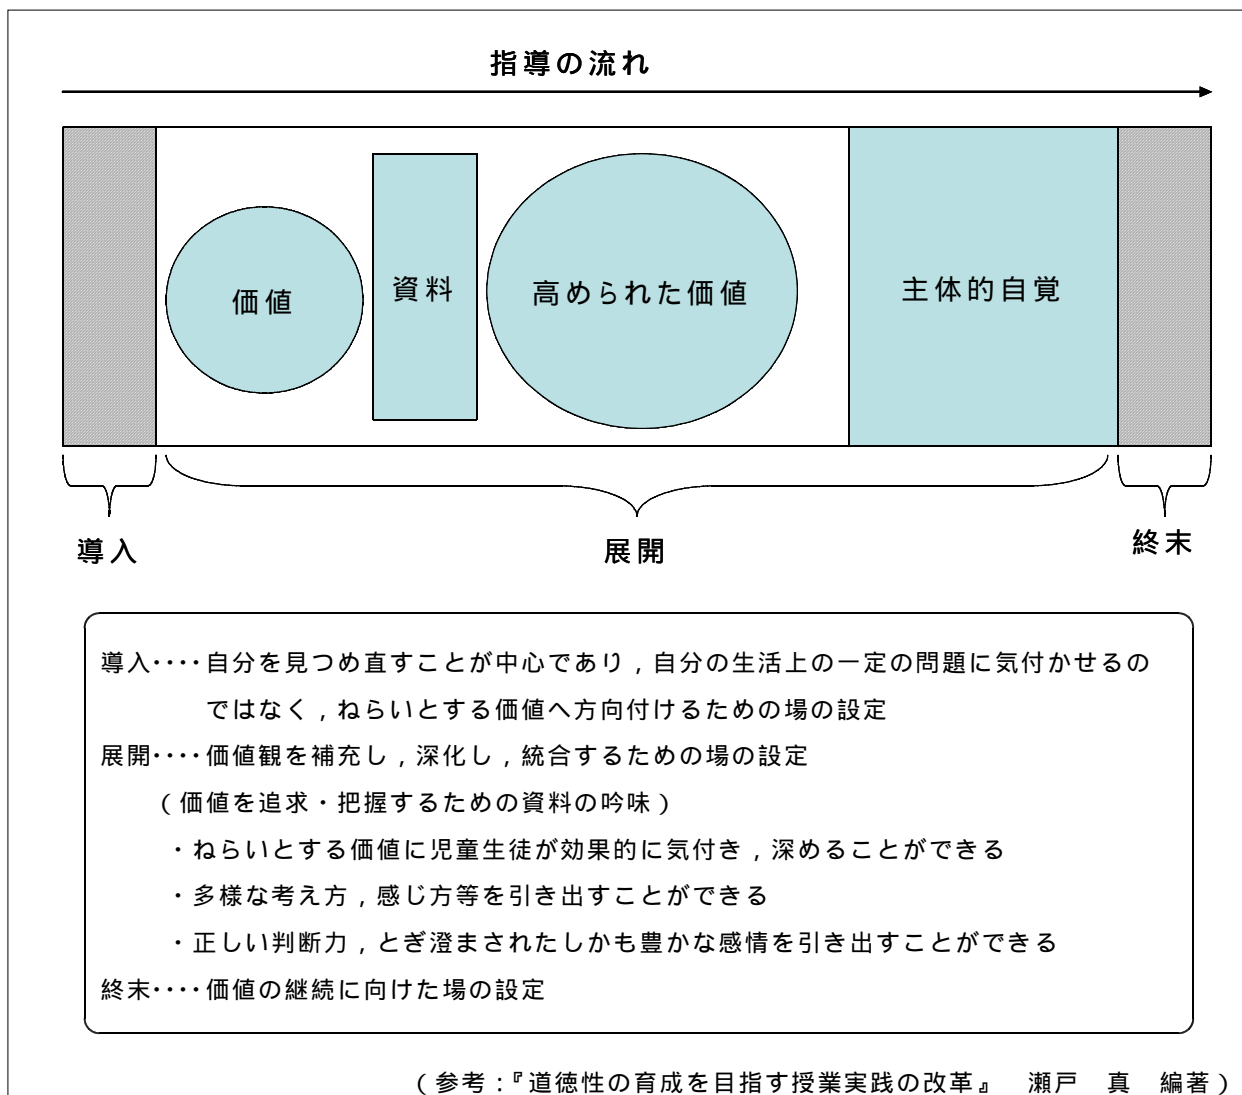 指導の流れ
価値
資料
高められた価値
主体的自覚
導入
展開
終末
導入････自分を見つめ直すことが中心であり，自分の生活上の一定の問題に気付かせるの
ではなく，ねらいとする価値へ方向付けるための場の設定
展開････価値観を補充し，深化し，統合するための場の設定
（価値を追求・把握するための資料の吟味）
・ねらいとする価値に児童生徒が効果的に気付き，深めることができる
・多様な考え方，感じ方等を引き出すことができる
・正しい判断力，とぎ澄まされたしかも豊かな感情を引き出すことができる
終末････価値の継続に向けた場の設定
（参考：『道徳性の育成を目指す授業実践の改革』　瀬戸　真　編著）